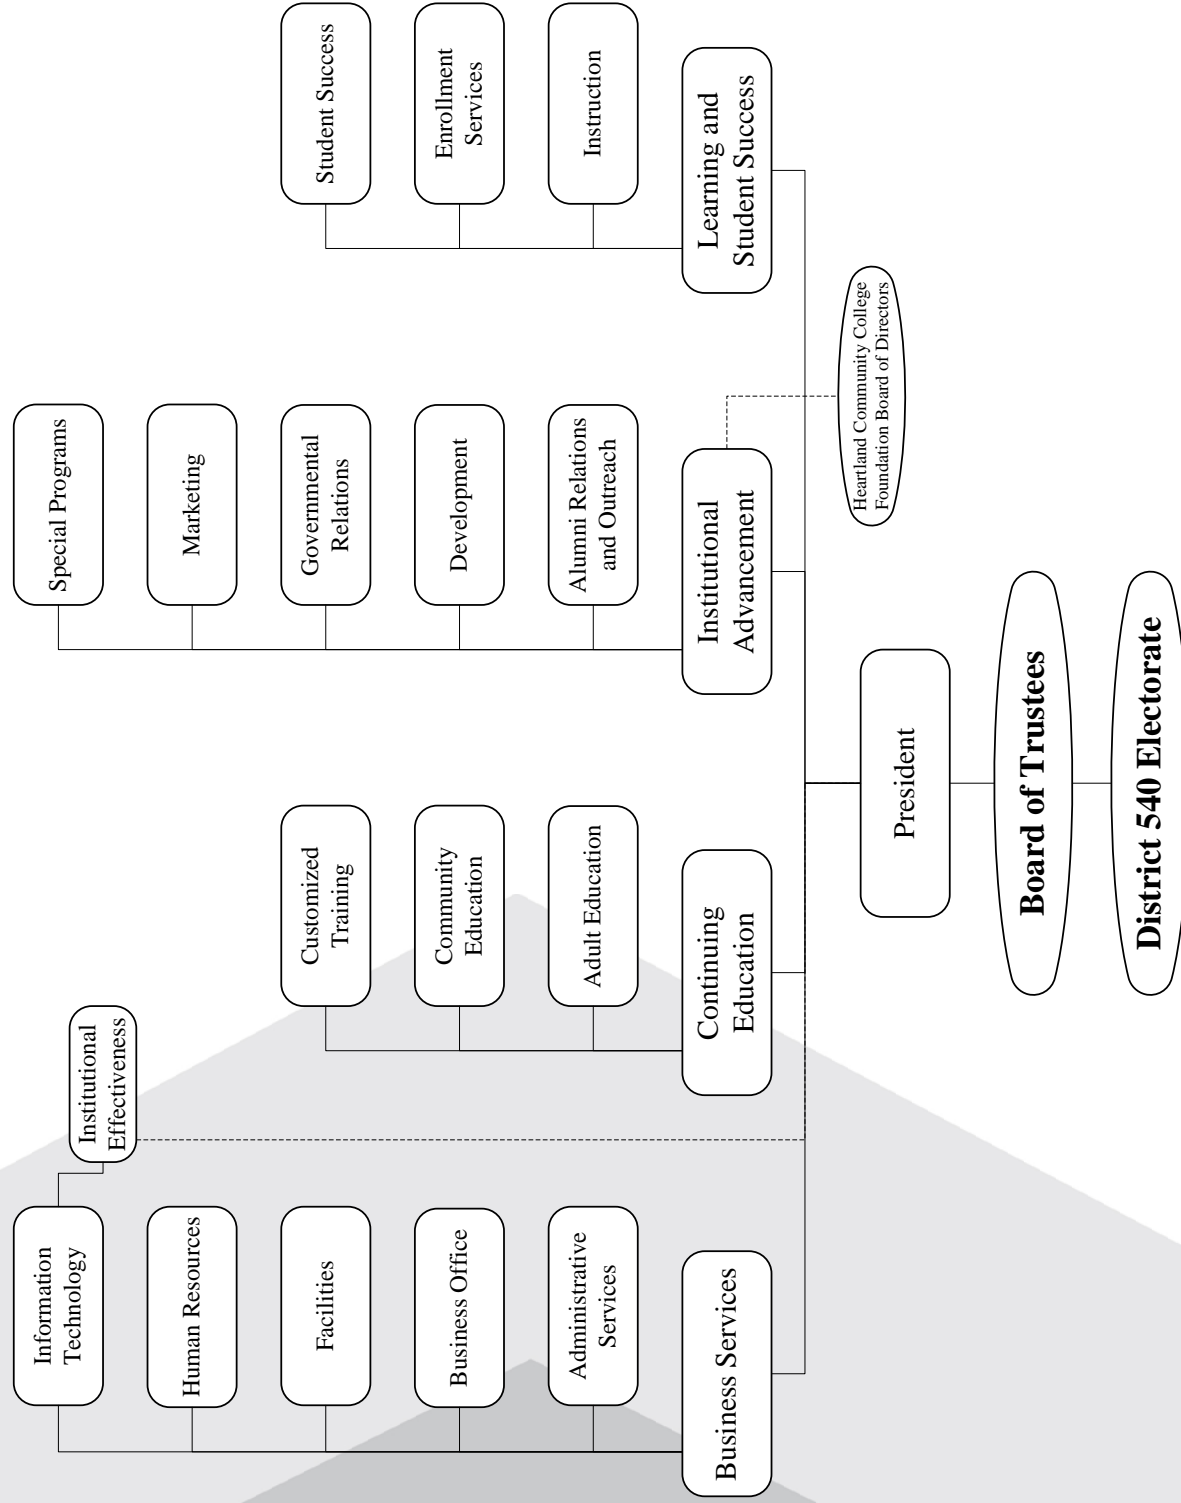 District 540 Electorate
Board of Trustees
President
Heartland Community College
Foundation Board of Directors
Business Services
Administrative
Services
Business Office
Facilities
Human Resources
Information
Technology
Institutional
Effectiveness
Continuing
Education
Adult Education
Community
Education
Customized
Training
Institutional
Advancement
Alumni Relations
and Outreach
Development
Governmental
Relations
Marketing
Special Programs
Learning and
Student Success
Instruction
Enrollment
Services
Student Success